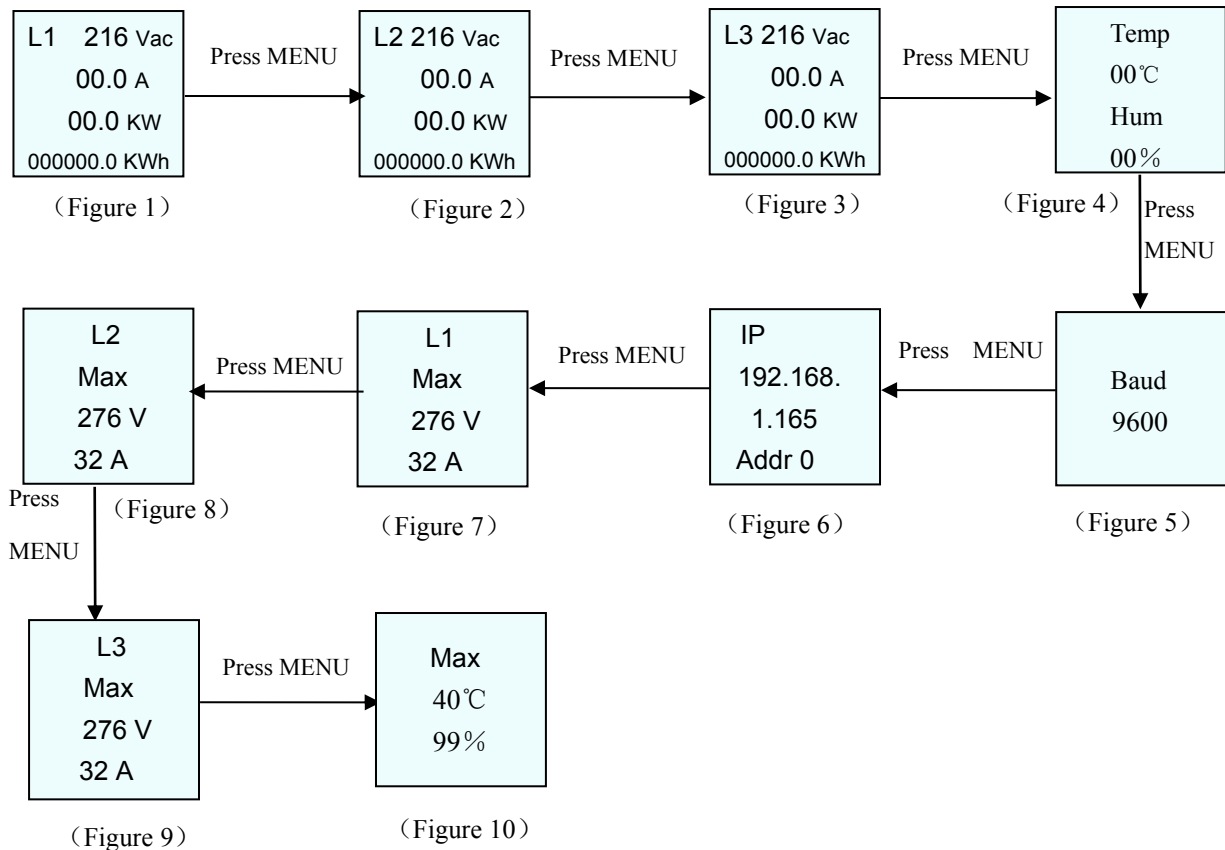 L1 216 Vac
00.0 A
00.0 KW
000000.0 KWh
（Figure 1）
Press MENU
L2 216 Vac
00.0 A
00.0 KW
000000.0 KWh
（Figure 2）
Press MENU
L3 216 Vac
00.0 A
00.0 KW
000000.0 KWh
（Figure 3）
Press MENU
Temp
00℃
Hum
00％
（Figure 4）
Press
MENU
Baud
9600
（Figure 5）
Press MENU
IP
192.168.
1.165
Addr 0
（Figure 6）
Press MENU
L1
Max
276 V
32 A
（Figure 7）
Press MENU
L2
Max
276 V
32 A
（Figure 8）
Press
MENU
L3
Max
276 V
32 A
（Figure 9）
Press MENU
Max
40℃
99％
（Figure 10）